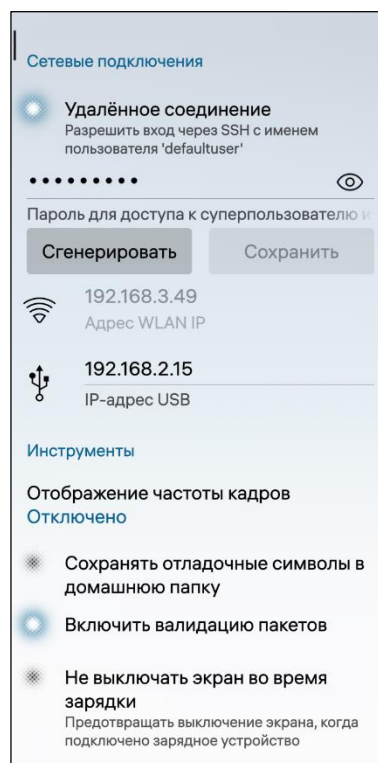 Сетевые подключения
Удалённое соединение
Разрешить вход через SSH с именем
пользователя 'defaultuser'
•••••••••
Пароль для доступа к суперпользователю и
Сгенерировать
Сохранить
192.168.3.49
Адрес WLAN IP
192.168.2.15
IP-адрес USB
Инструменты
Отображение частоты кадров
Отключено
Сохранять отладочные символы в
домашнюю папку
Включить валидацию пакетов
Не выключать экран во время
зарядки
Предотвращать выключение экрана, когда
подключено зарядное устройство